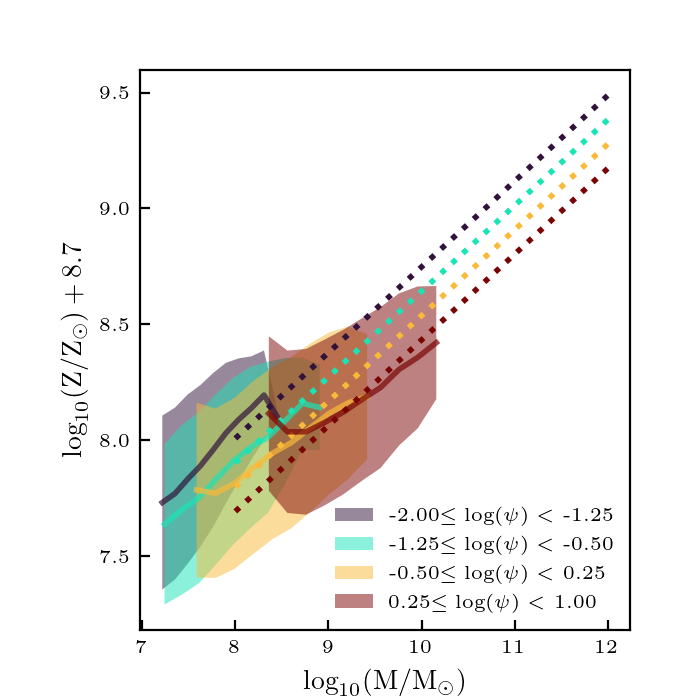 9.5
9.0
8.5
8.0
7.5
log₁₀(Z/Z⊙) + 8.7
-2.00≤ log(ψ) < -1.25
-1.25≤ log(ψ) < -0.50
-0.50≤ log(ψ) < 0.25
0.25≤ log(ψ) < 1.00
7 8 9 10 11 12
log₁₀(M/M⊙)